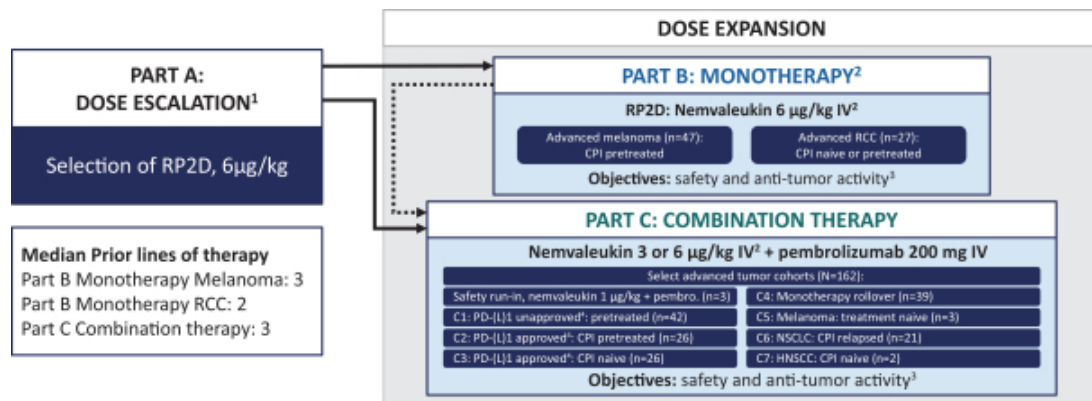 DOSE EXPANSION
PART A:
DOSE ESCALATION¹
Selection of RP2D, 6μg/kg
Median Prior lines of therapy
Part B Monotherapy Melanoma: 3
Part B Monotherapy RCC: 2
Part C Combination therapy: 3
PART B: MONOTHERAPY²
RP2D: Nemvaleukin 6 μg/kg IV²
Advanced melanoma (n=47):
CPI pretreated
Advanced RCC (n=27):
CPI naive or pretreated
Objectives: safety and anti-tumor activity³
PART C: COMBINATION THERAPY
Nemvaleukin 3 or 6 μg/kg IV² + pembrolizumab 200 mg IV
Select advanced tumor cohorts (N=162):
Safety run-in, nemvaleukin 1 μg/kg + pembro. (n=3)
C1: PD-(L)1 unapproved⁴: pretreated (n=42)
C2: PD-(L)1 approved⁴: CPI pretreated (n=26)
C3: PD-(L)1 approved⁴: CPI naive (n=26)
C4: Monotherapy rollover (n=39)
C5: Melanoma: treatment naive (n=3)
C6: NSCLC: CPI relapsed (n=21)
C7: HNSCC: CPI naive (n=2)
Objectives: safety and anti-tumor activity³